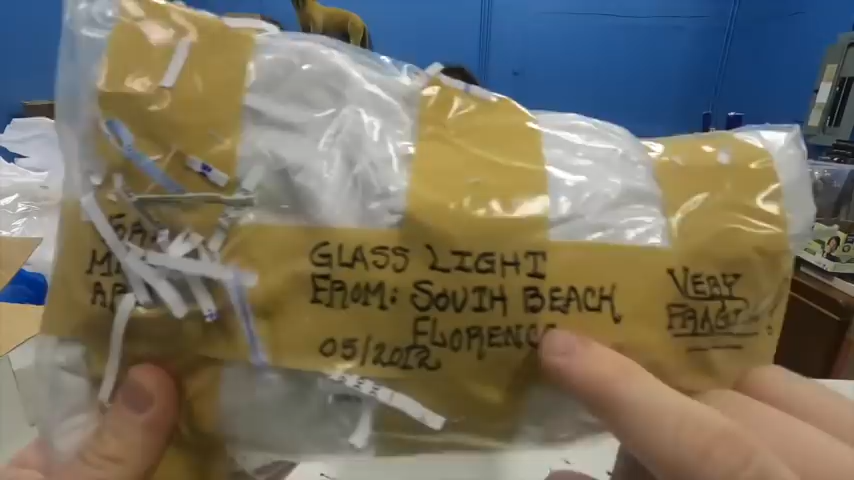 GLASS LIGHT
FROM: SOUTH BEACH,
FLORENCE
05/2012
VERY
FRAGILE!